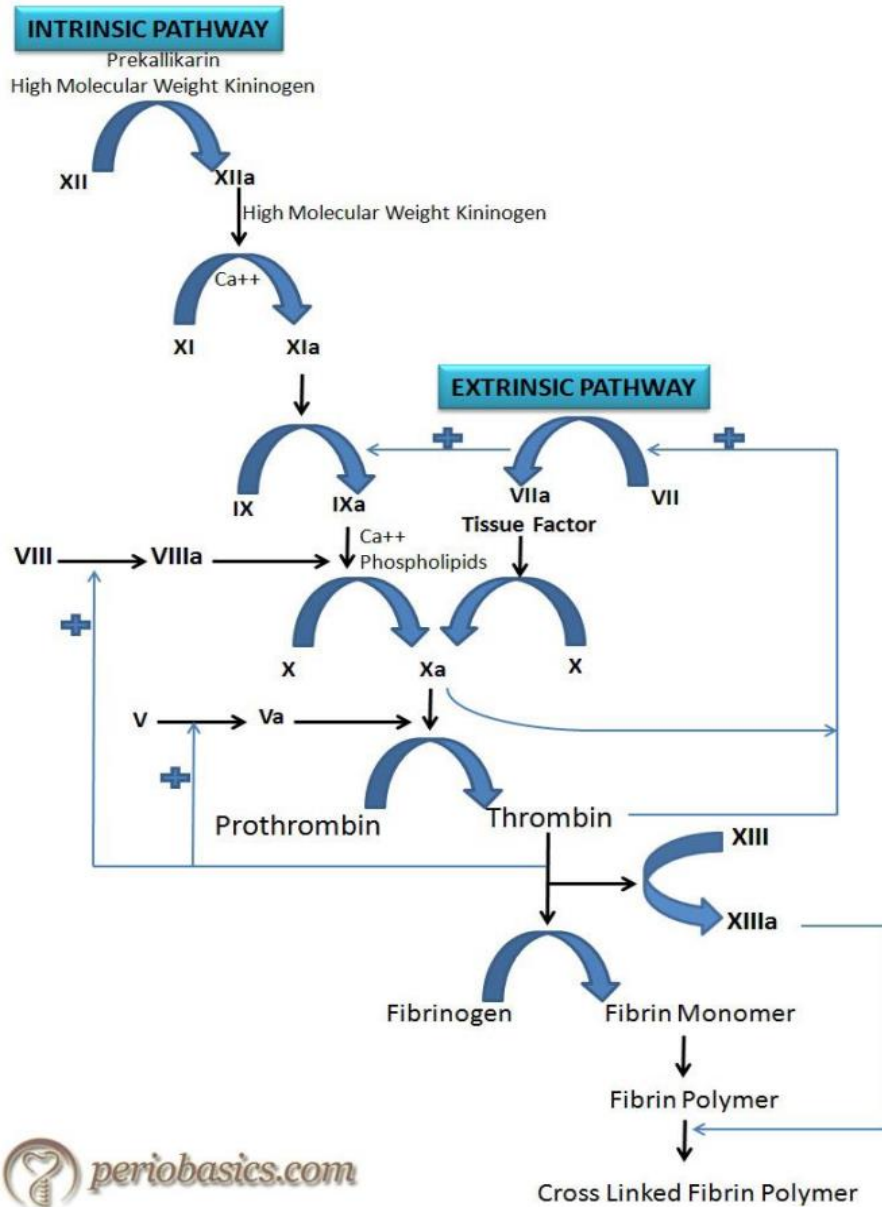 INTRINSIC PATHWAY
Prekallikarin
High Molecular Weight Kininogen
XII
XIIa
High Molecular Weight Kininogen
Ca++
XI
XIa
EXTRINSIC PATHWAY
IX
IXa
VIIa
VII
Tissue Factor
Ca++
Phospholipids
VIII
VIIIa
X
Xa
X
V
Va
Prothrombin
Thrombin
XIII
XIIIa
Fibrinogen
Fibrin Monomer
Fibrin Polymer
Cross Linked Fibrin Polymer
periobasics.com